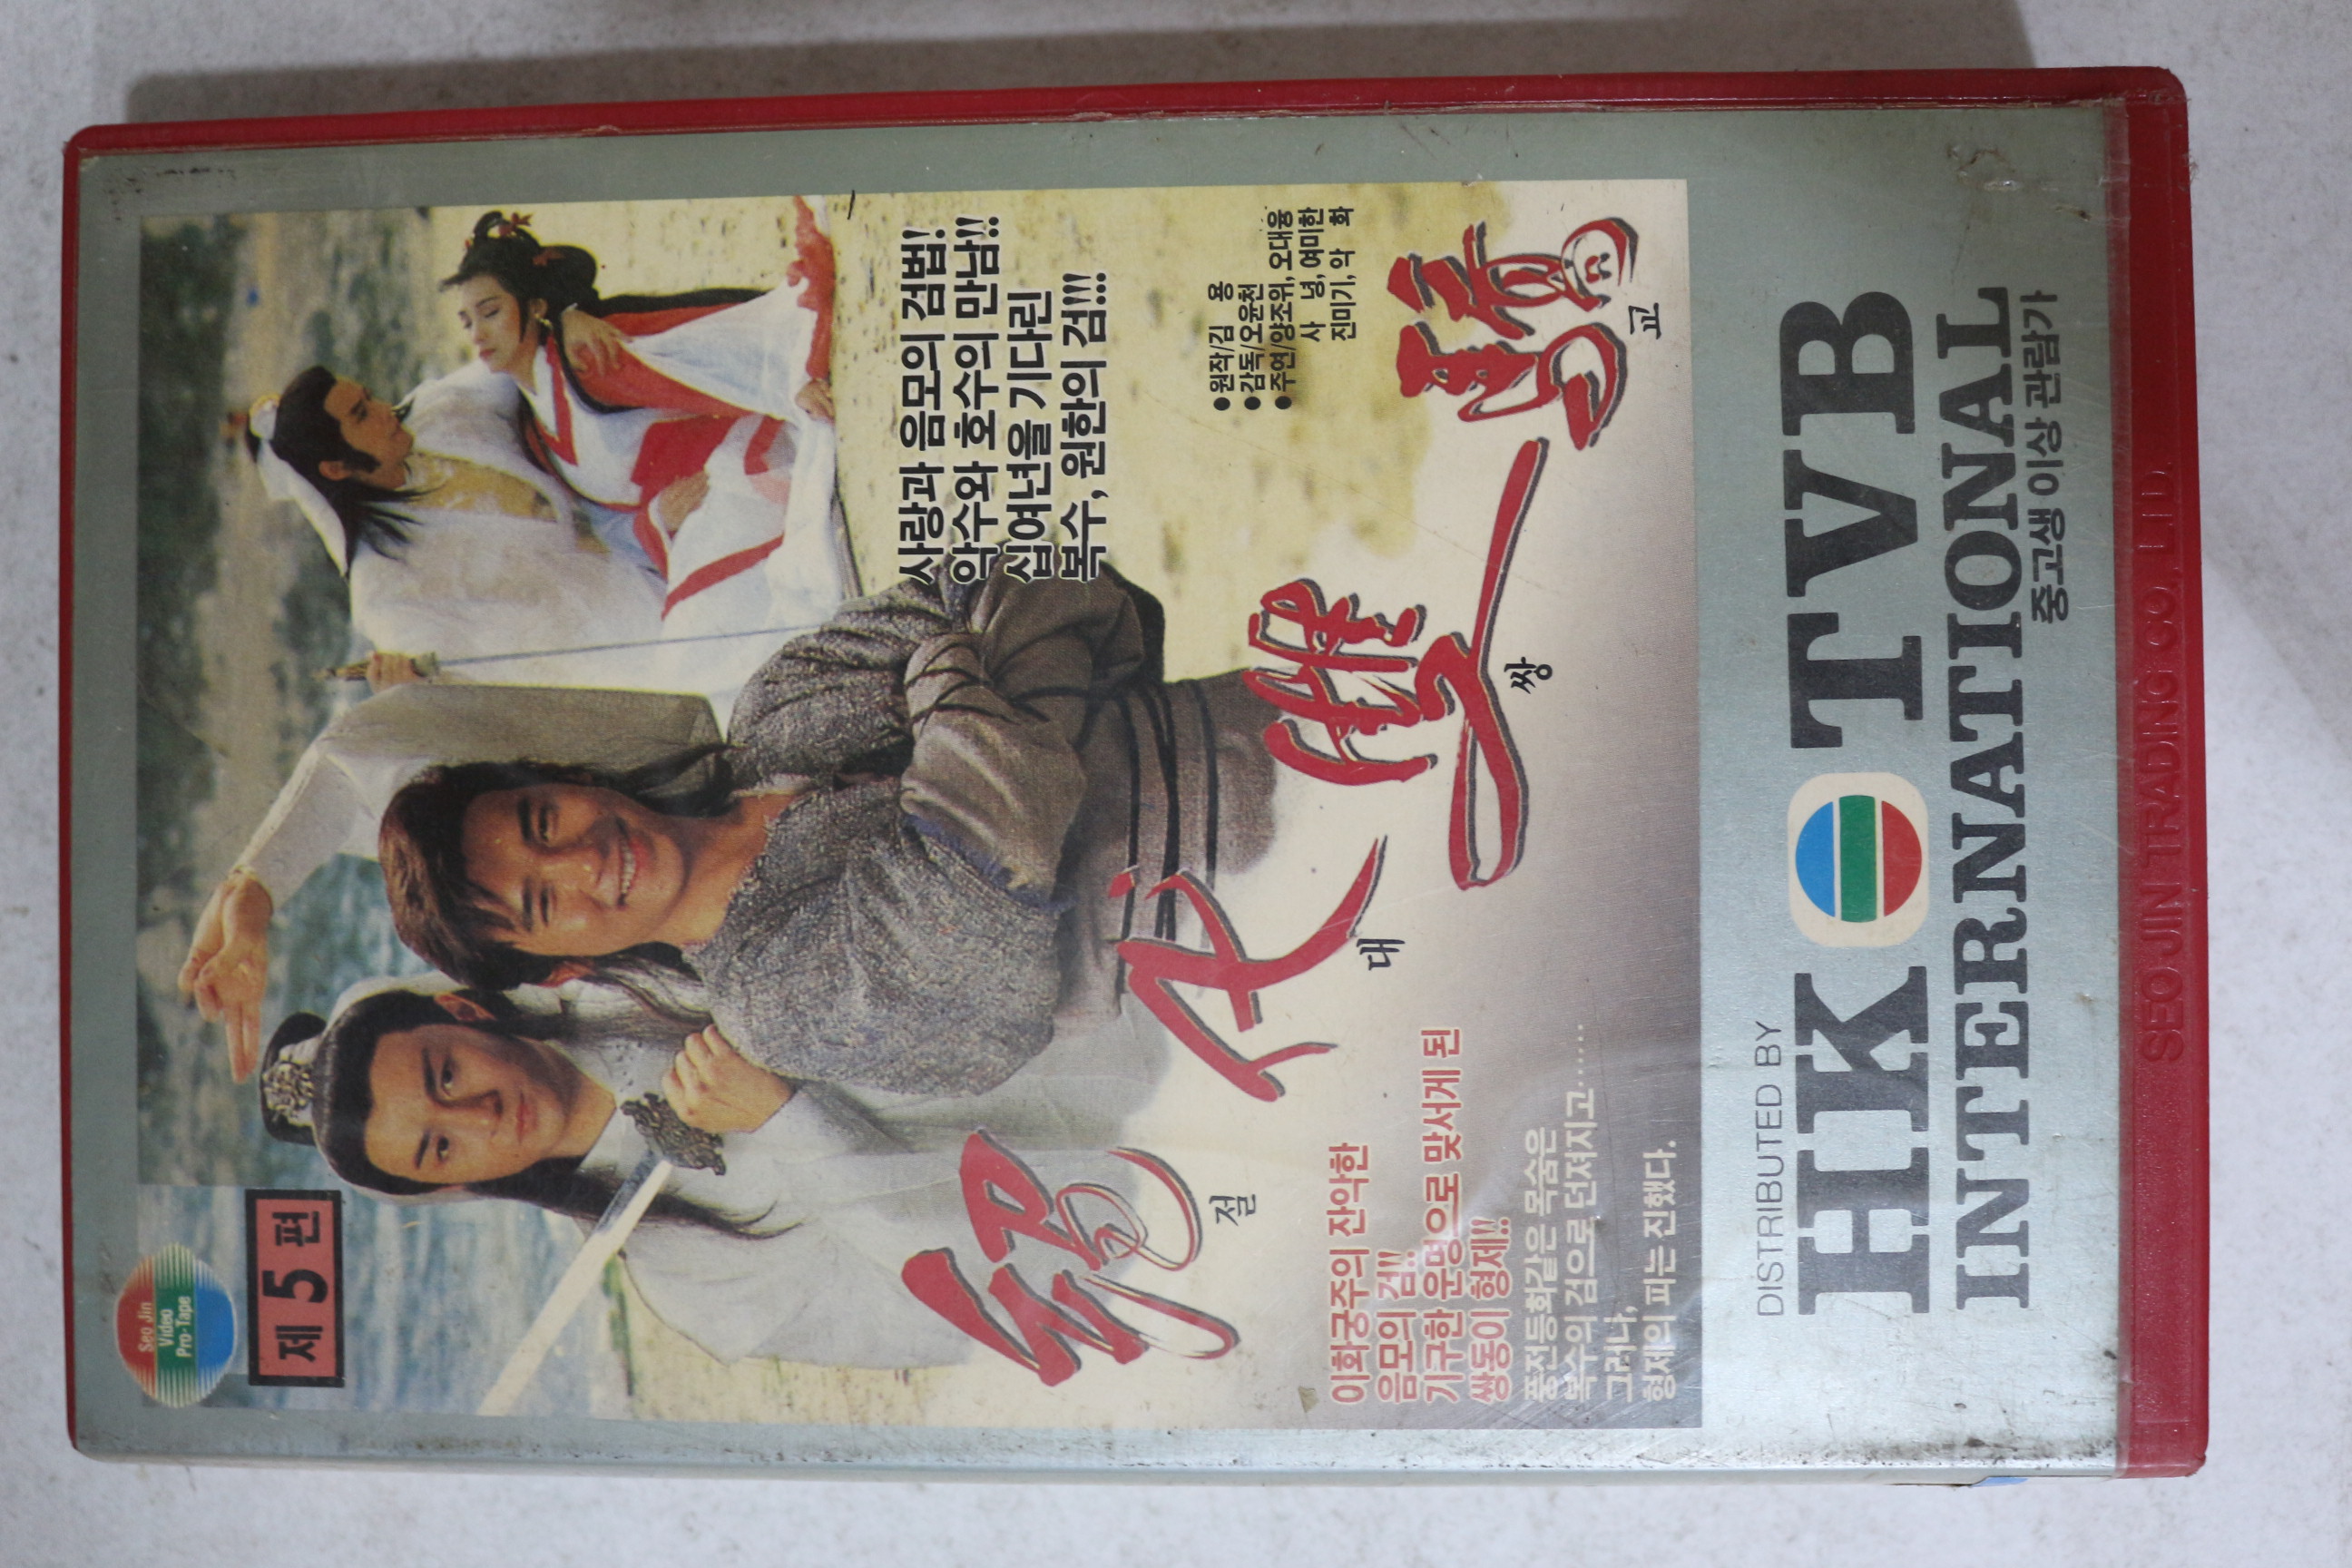 Seo Jin
Video
Pro-Tape
제 5 편
사랑과 음모의 검법!
악수와 호수의 만남!!
십여년을 기다린
복수, 원한의 검!!!
●원작/김 용
●감독/오윤천
●주연/양조위, 오대융
사 녕, 여미한
진미기, 악 화
絕代雙驕
절 대 쌍 교
이화궁주의 잔악한
음모의 검!!
기구한 운명으로 맞서게 된
쌍둥이 형제!!
풍전등화같은 목숨은
복수의 검으로 던져지고……
그러나,
형제의 피는 진했다.
DISTRIBUTED BY
HK TVB
INTERNATIONAL
중고생 이상 관람가
SEO JIN TRADING CO., LTD.